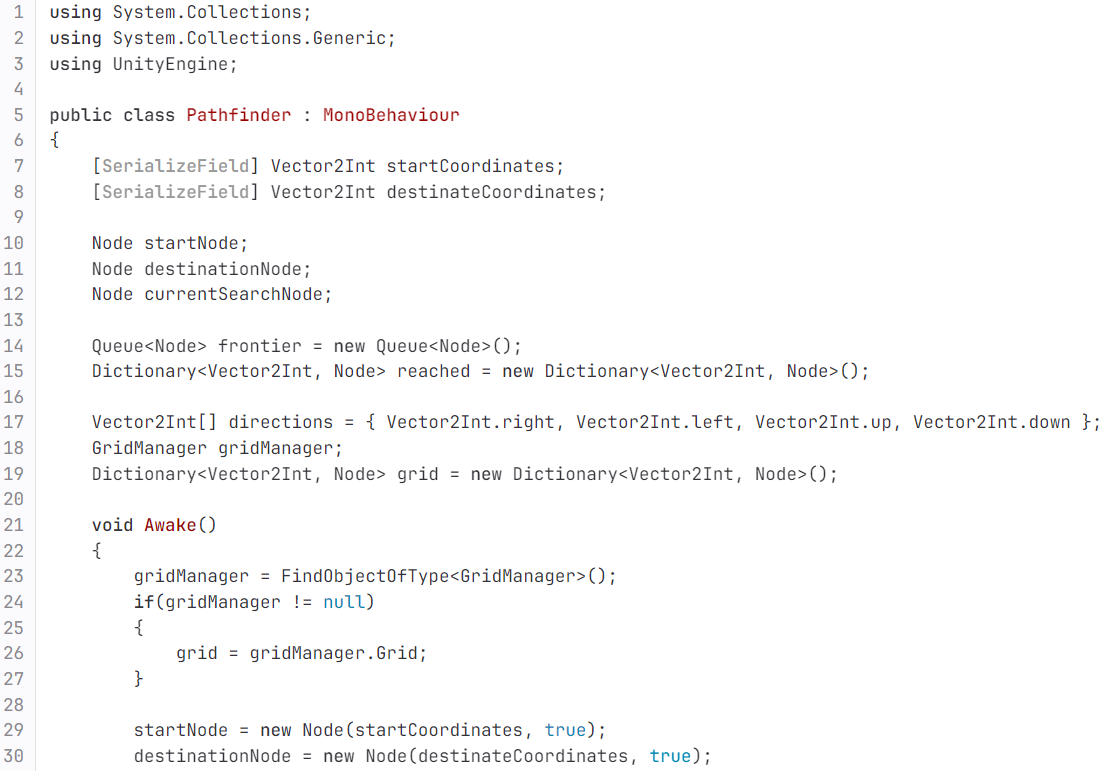 1 using System.Collections;
2 using System.Collections.Generic;
3 using UnityEngine;
4
5 public class Pathfinder : MonoBehaviour
6 {
7     [SerializeField] Vector2Int startCoordinates;
8     [SerializeField] Vector2Int destinateCoordinates;
9
10     Node startNode;
11     Node destinationNode;
12     Node currentSearchNode;
13
14     Queue<Node> frontier = new Queue<Node>();
15     Dictionary<Vector2Int, Node> reached = new Dictionary<Vector2Int, Node>();
16
17     Vector2Int[] directions = { Vector2Int.right, Vector2Int.left, Vector2Int.up, Vector2Int.down };
18     GridManager gridManager;
19     Dictionary<Vector2Int, Node> grid = new Dictionary<Vector2Int, Node>();
20
21     void Awake()
22     {
23         gridManager = FindObjectOfType<GridManager>();
24         if(gridManager != null)
25         {
26             grid = gridManager.Grid;
27         }
28
29         startNode = new Node(startCoordinates, true);
30         destinationNode = new Node(destinateCoordinates, true);